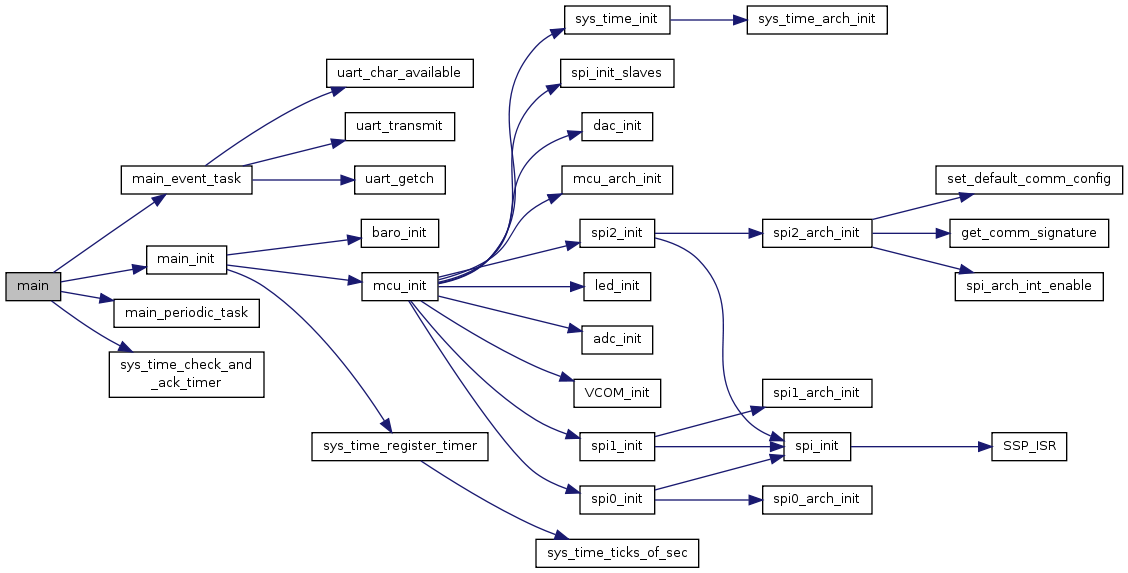 sys_time_init
sys_time_arch_init
uart_char_available
spi_init_slaves
uart_transmit
dac_init
main_event_task
uart_getch
mcu_arch_init
set_default_comm_config
baro_init
spi2_init
spi2_arch_init
get_comm_signature
main_init
main
mcu_init
led_init
spi_arch_int_enable
main_periodic_task
adc_init
sys_time_check_and
_ack_timer
VCOM_init
spi1_arch_init
sys_time_register_timer
spi1_init
spi_init
SSP_ISR
spi0_init
spi0_arch_init
sys_time_ticks_of_sec